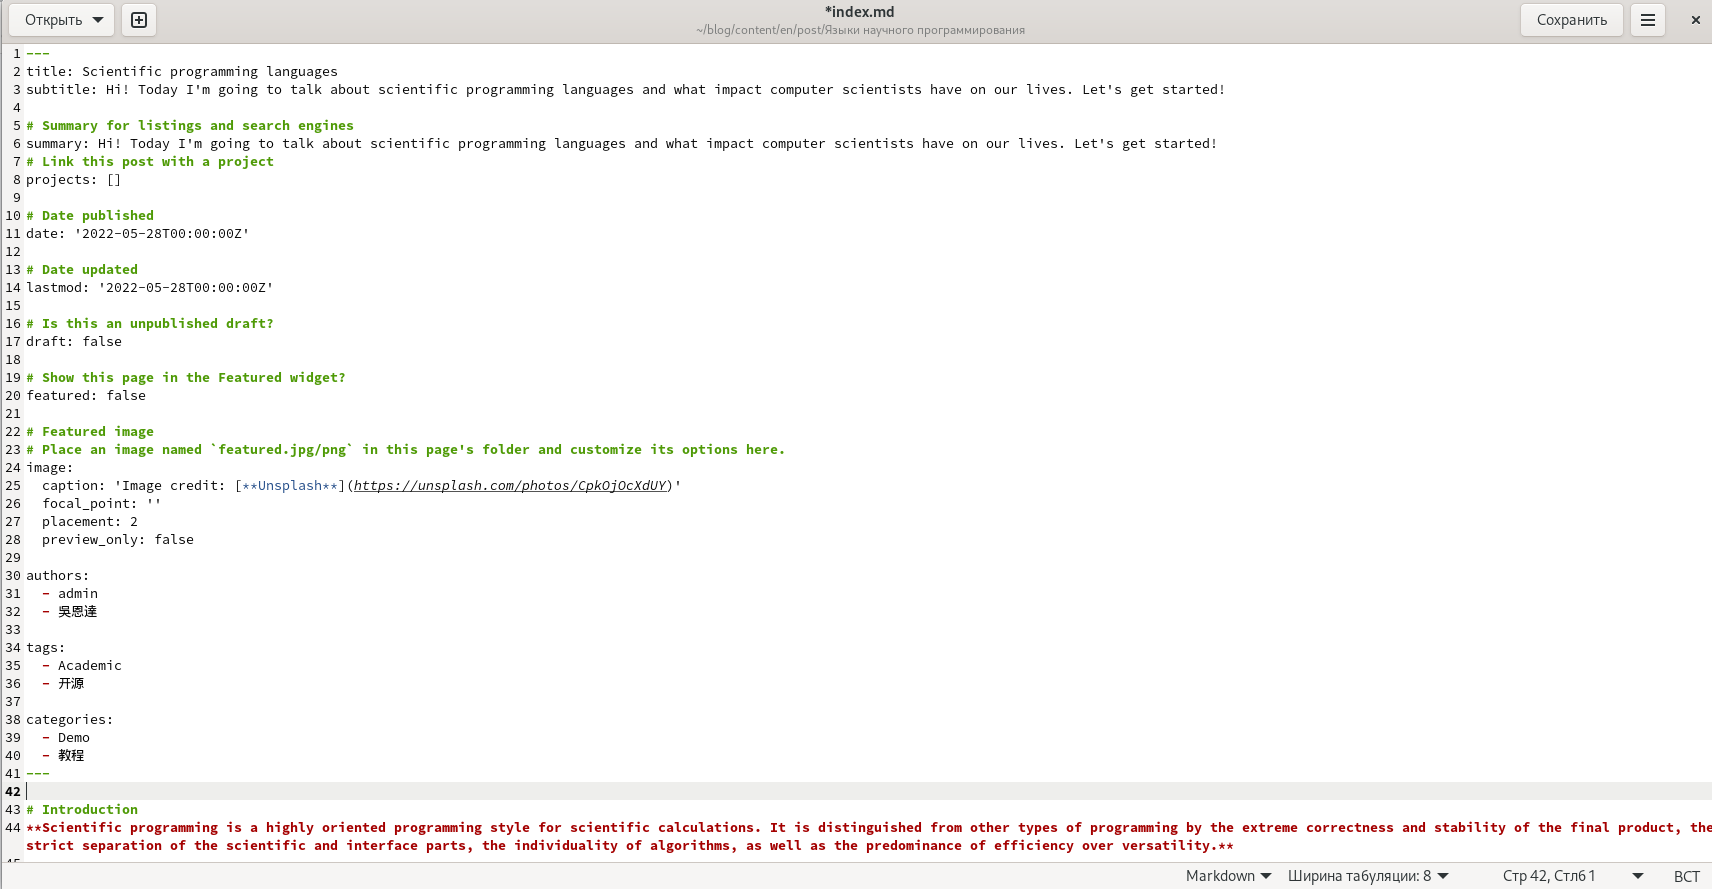 Открыть
*index.md
~/blog/content/en/post/Языки научного программирования
Сохранить
1 ---
2 title: Scientific programming languages
3 subtitle: Hi! Today I'm going to talk about scientific programming languages and what impact computer scientists have on our lives. Let's get started!
4
5 # Summary for listings and search engines
6 summary: Hi! Today I'm going to talk about scientific programming languages and what impact computer scientists have on our lives. Let's get started!
7 # Link this post with a project
8 projects: []
9
10 # Date published
11 date: '2022-05-28T00:00:00Z'
12
13 # Date updated
14 lastmod: '2022-05-28T00:00:00Z'
15
16 # Is this an unpublished draft?
17 draft: false
18
19 # Show this page in the Featured widget?
20 featured: false
21
22 # Featured image
23 # Place an image named `featured.jpg/png` in this page's folder and customize its options here.
24 image:
25   caption: 'Image credit: [**Unsplash**](https://unsplash.com/photos/CpkOjOcXdUY)'
26   focal_point: ''
27   placement: 2
28   preview_only: false
29
30 authors:
31   - admin
32   - 吳恩達
33
34 tags:
35   - Academic
36   - 开源
37
38 categories:
39   - Demo
40   - 教程
41 ---
42
43 # Introduction
44 **Scientific programming is a highly oriented programming style for scientific calculations. It is distinguished from other types of programming by the extreme correctness and stability of the final product, the
strict separation of the scientific and interface parts, the individuality of algorithms, as well as the predominance of efficiency over versatility.**
Markdown Ширина табуляции: 8 Стр 42, Стлб1 ВСТ